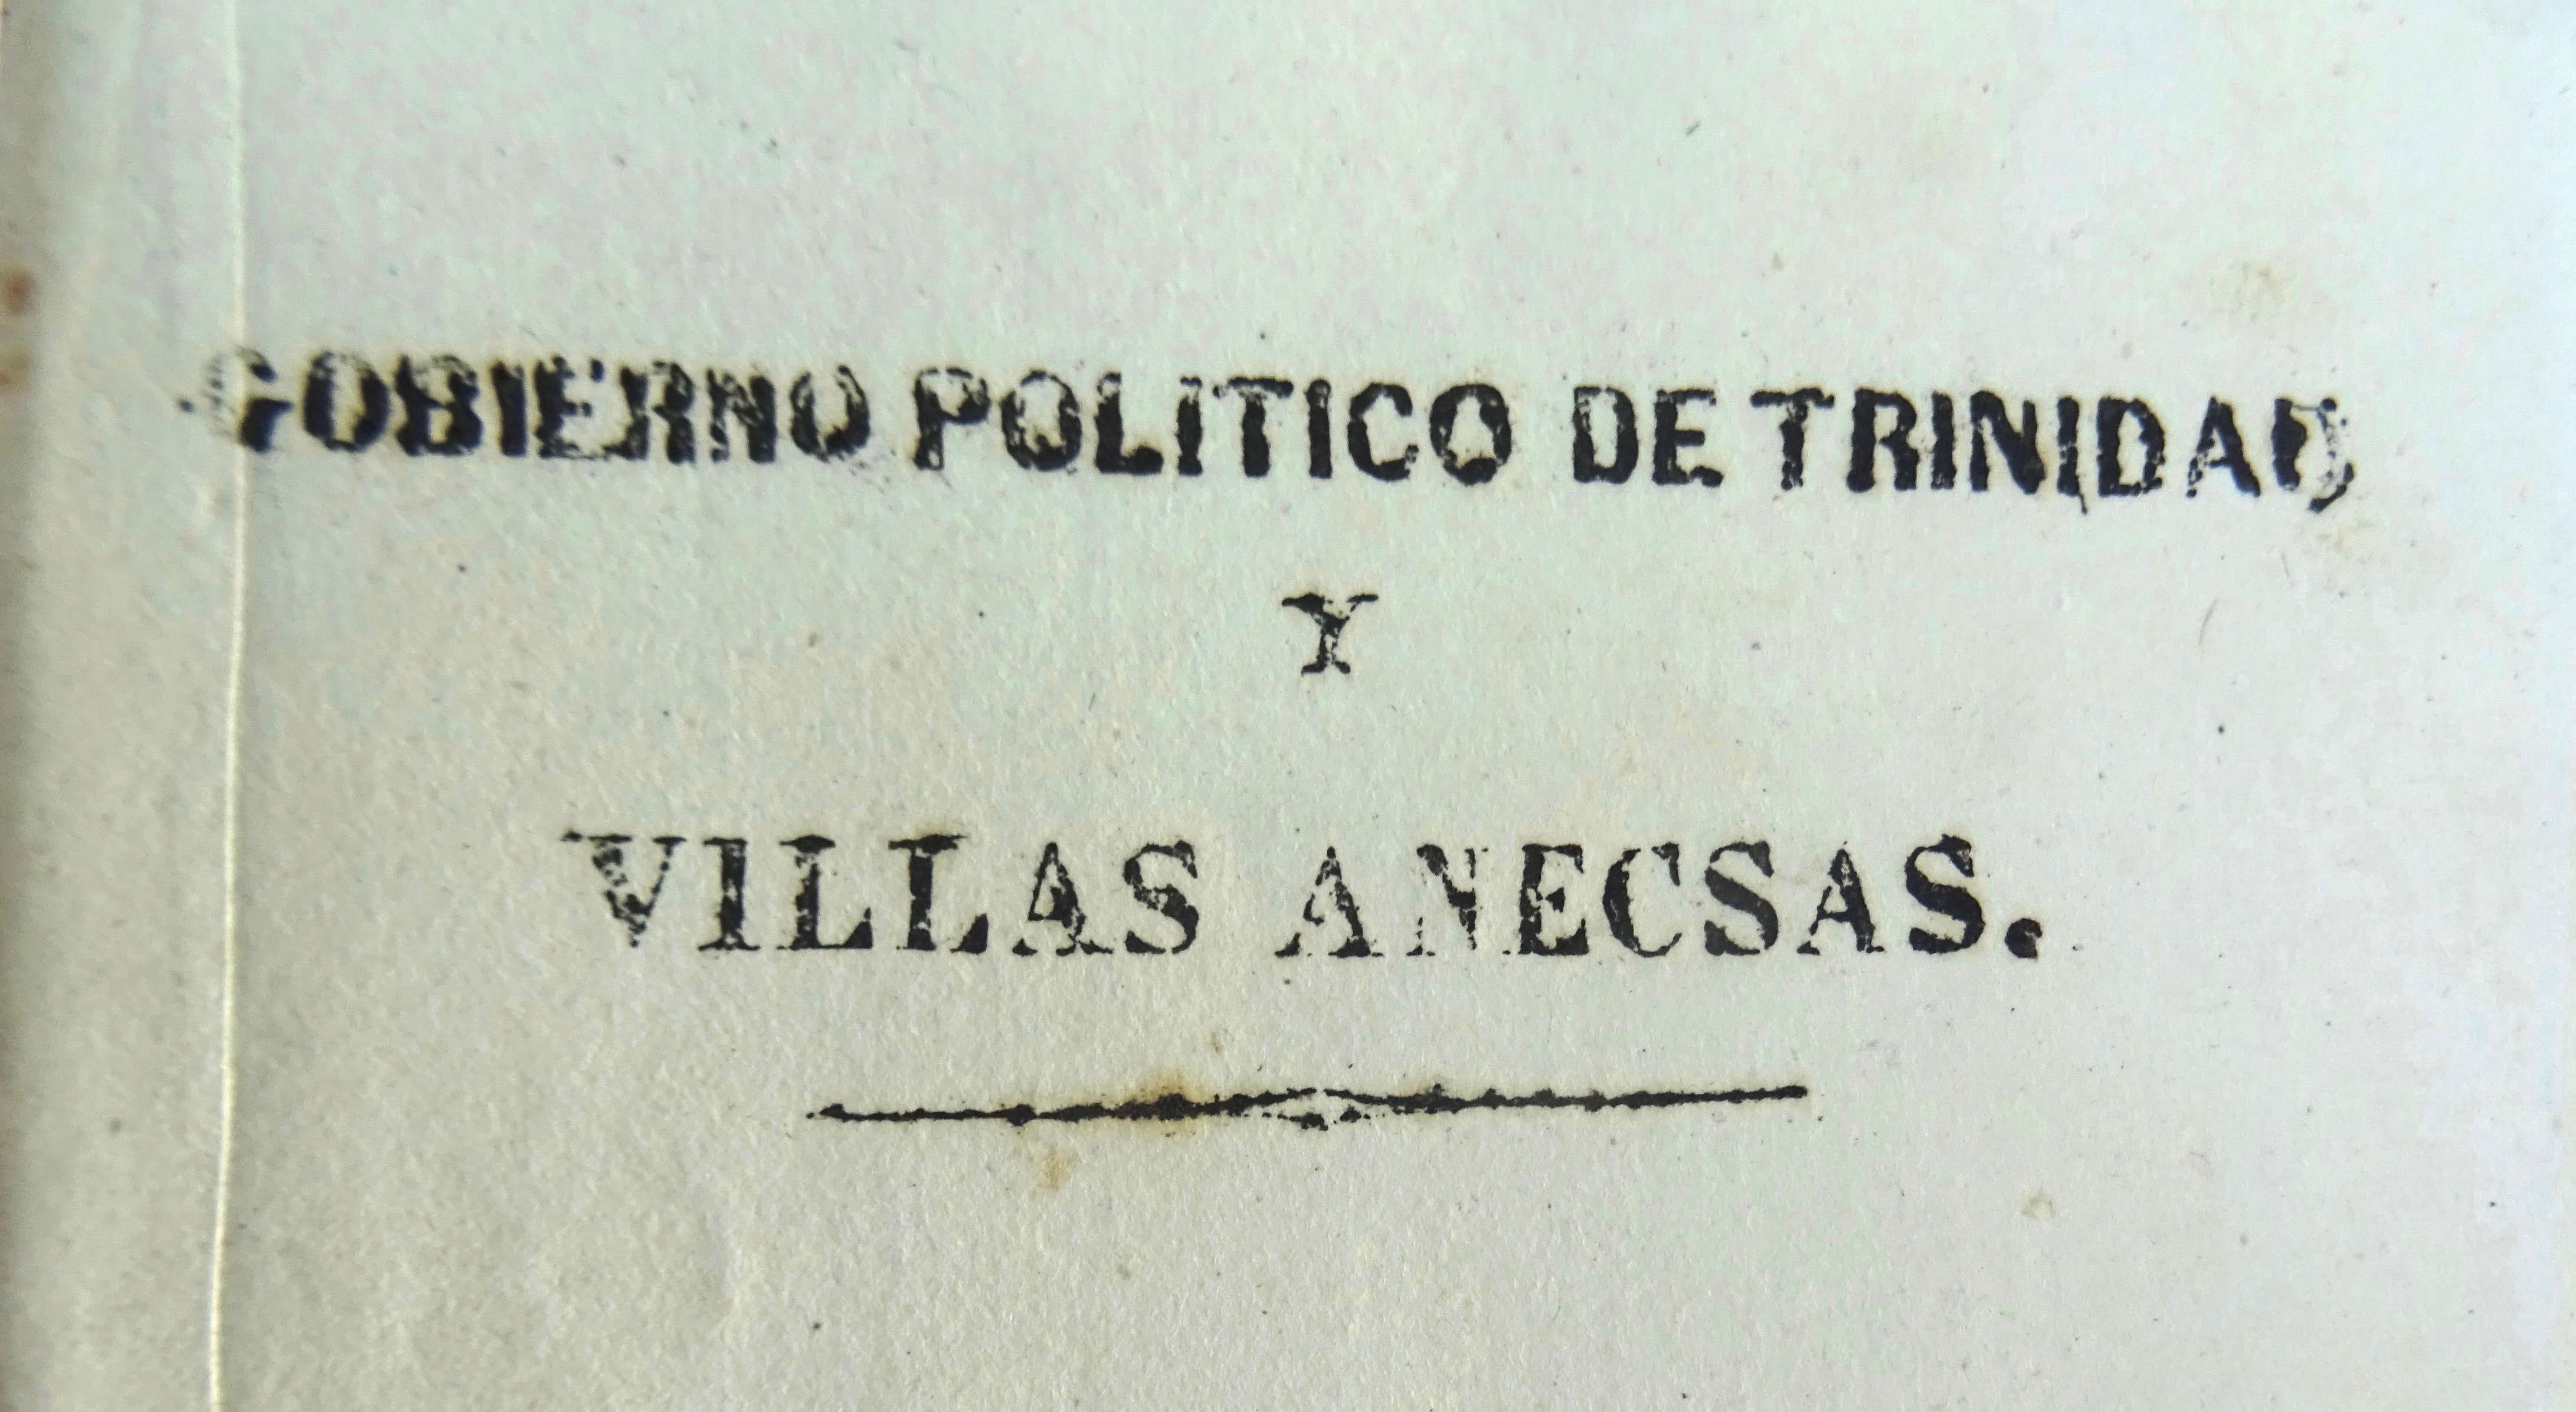 GOBIERNO POLITICO DE TRINIDAD
Y
VILLAS ANECSAS.